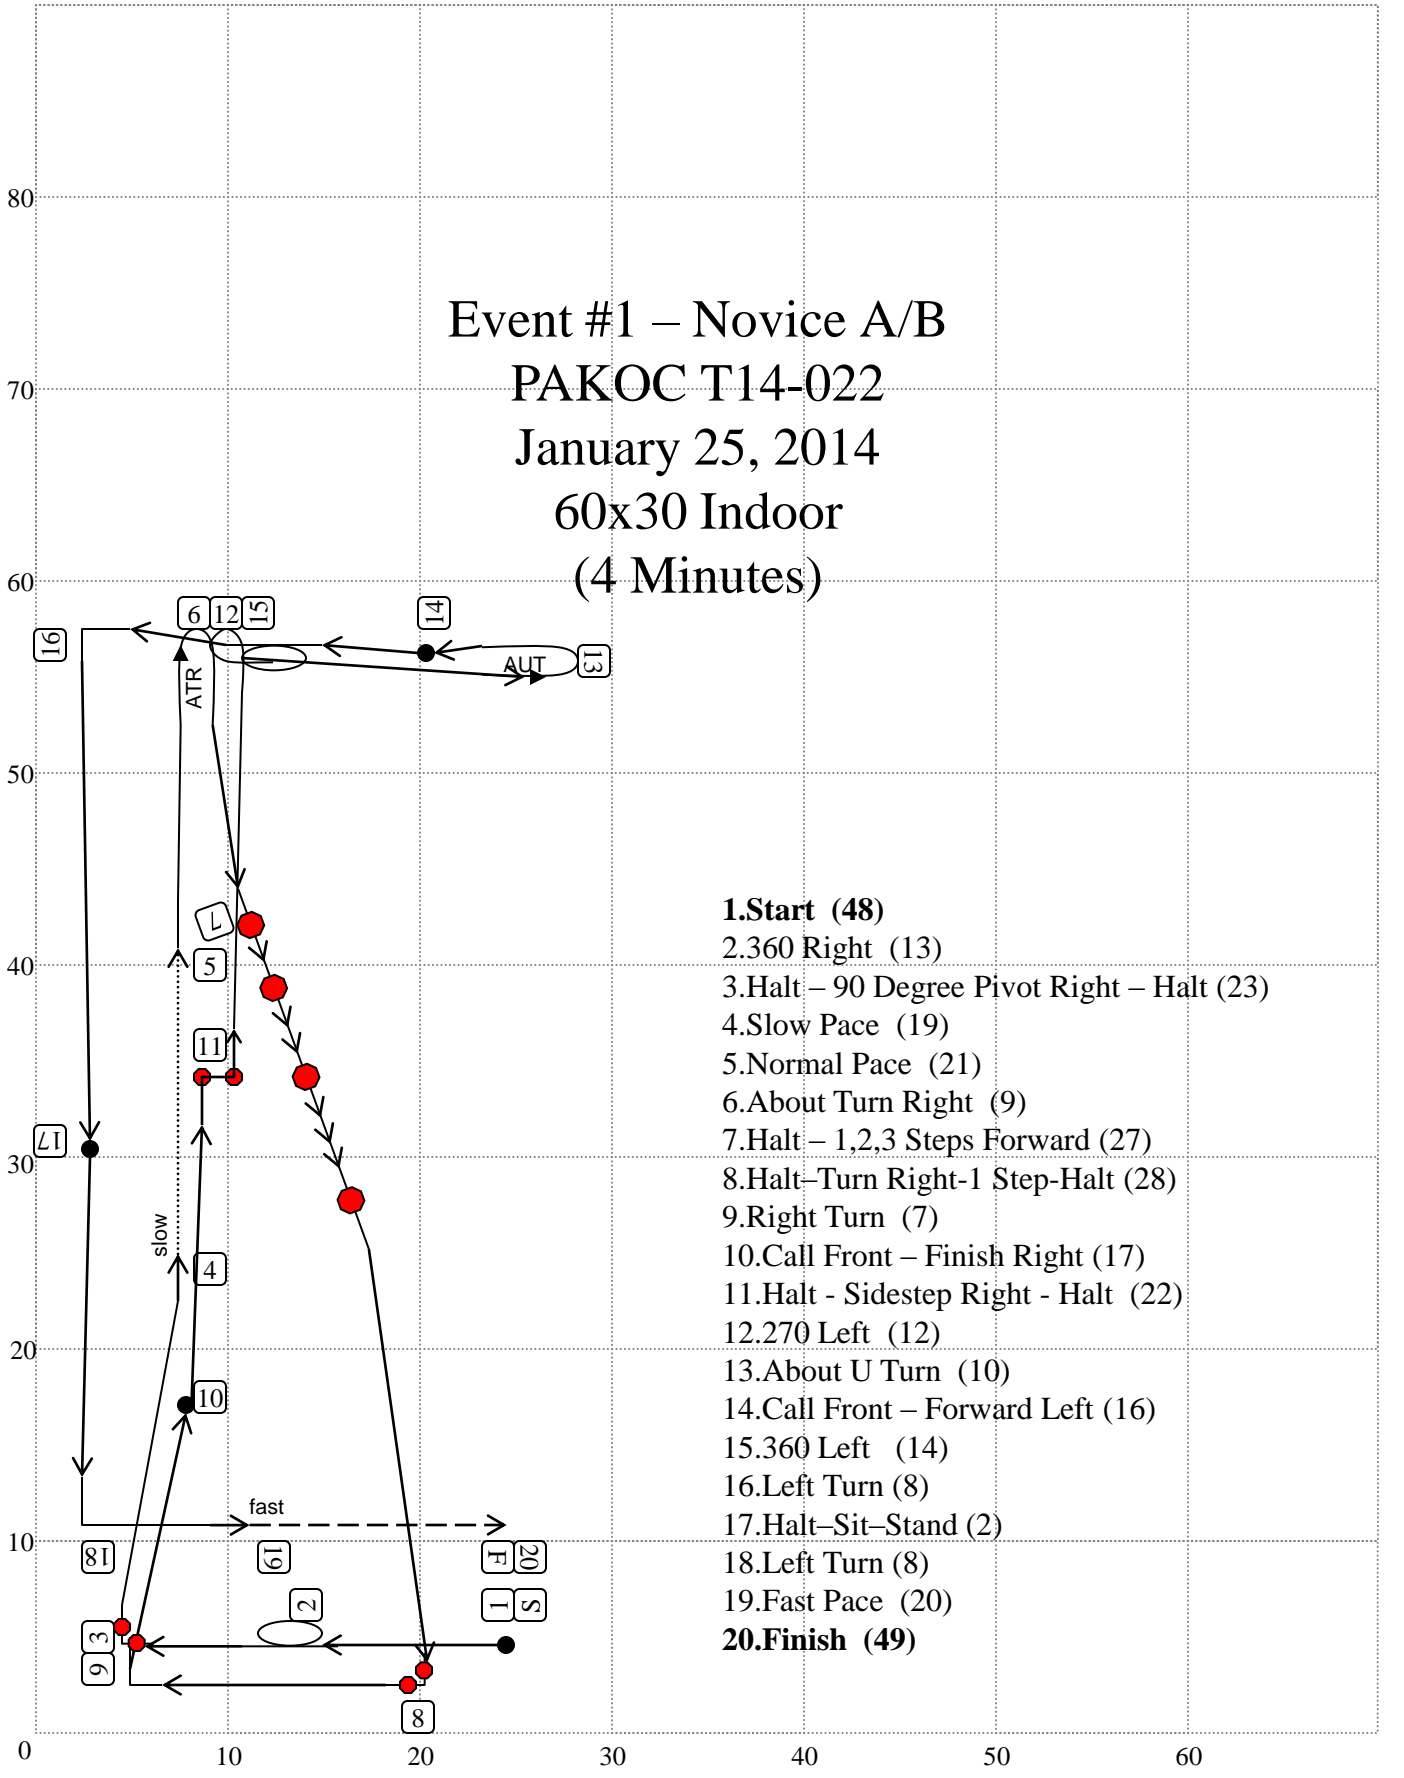 80
Event #1 – Novice A/B
70
PAKOC T14-022
January 25, 2014
60x30 Indoor
60
(4 Minutes)
6
12
15
14
16
13
AUT
ATR
50
7
40
5
11
17
30
slow
4
20
10
fast
10
18
19
F
20
2
1
S
3
9
8
1.Start (48)
2.360 Right (13)
3.Halt – 90 Degree Pivot Right – Halt (23)
4.Slow Pace (19)
5.Normal Pace (21)
6.About Turn Right (9)
7.Halt – 1,2,3 Steps Forward (27)
8.Halt–Turn Right-1 Step-Halt (28)
9.Right Turn (7)
10.Call Front – Finish Right (17)
11.Halt - Sidestep Right - Halt (22)
12.270 Left (12)
13.About U Turn (10)
14.Call Front – Forward Left (16)
15.360 Left (14)
16.Left Turn (8)
17.Halt–Sit–Stand (2)
18.Left Turn (8)
19.Fast Pace (20)
20.Finish (49)
0
10
20
30
40
50
60